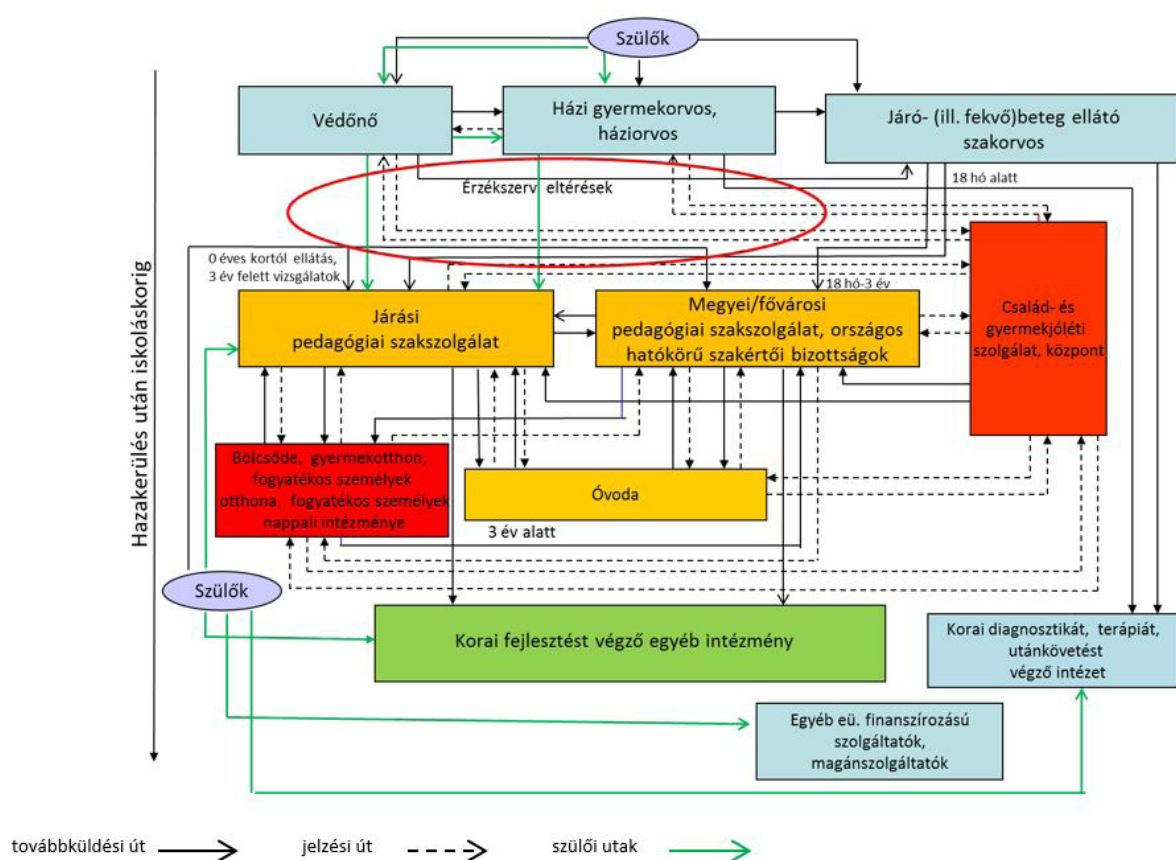 Szülők
Védőnő
Házi gyermekorvos,
háziorvos
Járó- (ill. fekvő)beteg ellátó
szakorvos
Érzékszervi eltérések
18 hó alatt
0 éves kortól ellátás,
3 év felett vizsgálatok
18 hó-3 év
Járási
pedagógiai szakszolgálat
Megyei/fővárosi
pedagógiai szakszolgálat, országos
hatókörű szakértői bizottságok
Család- és
gyermekjóléti
szolgálat, központ
Hazakerülés után iskoláskorig
Bölcsőde, gyermekotthon,
fogyatékos személyek
otthona, fogyatékos személyek
nappali intézménye
Óvoda
3 év alatt
Szülők
Korai fejlesztést végző egyéb intézmény
Korai diagnosztikát, terápiát,
utánkövetést
végző intézet
Egyéb eü. finanszírozású
szolgáltatók,
magánszolgáltatók
továbbküldési út
jelzési út
szülői utak